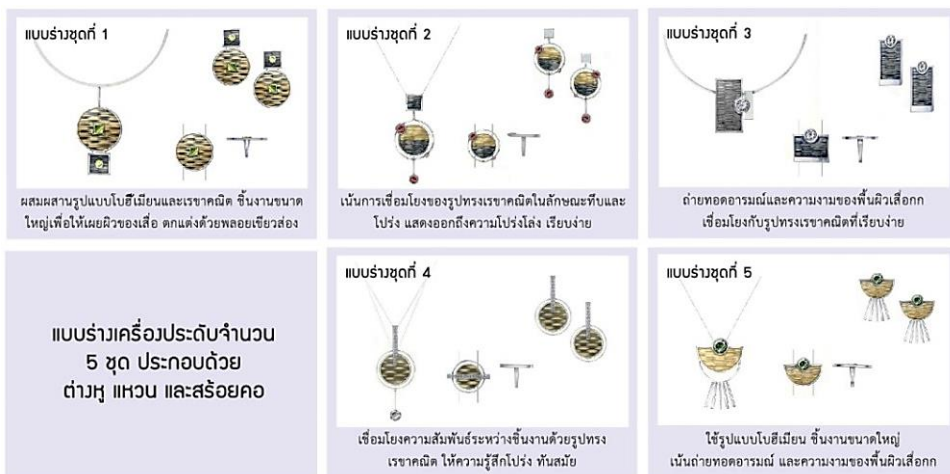 แบบร่างชุดที่ 1
ผสมผสานรูปแบบโบฮีเมียนและเรขาคณิต ชิ้นงานขนาด
ใหญ่เพื่อให้เผยผิวของเสื่อ ตกแต่งด้วยพลอยเขียวส่อง
แบบร่างชุดที่ 2
เน้นการเชื่อมโยงของรูปทรงเรขาคณิตในลักษณะทึบและ
โปร่ง แสดงออกถึงความโปร่งโล่ง เรียบง่าย
แบบร่างชุดที่ 3
ถ่ายทอดอารมณ์และความงามของพื้นผิวเสื่อกก
เชื่อมโยงกับรูปทรงเรขาคณิตที่เรียบง่าย
แบบร่างเครื่องประดับจำนวน
5 ชุด ประกอบด้วย
ต่างหู แหวน และสร้อยคอ
แบบร่างชุดที่ 4
เชื่อมโยงความสัมพันธ์ระหว่างชิ้นงานด้วยรูปทรง
เรขาคณิต ให้ความรู้สึกโปร่ง ทันสมัย
แบบร่างชุดที่ 5
ใช้รูปแบบโบฮีเมียน ชิ้นงานขนาดใหญ่
เน้นถ่ายทอดอารมณ์ และความงามของพื้นผิวเสื่อกก